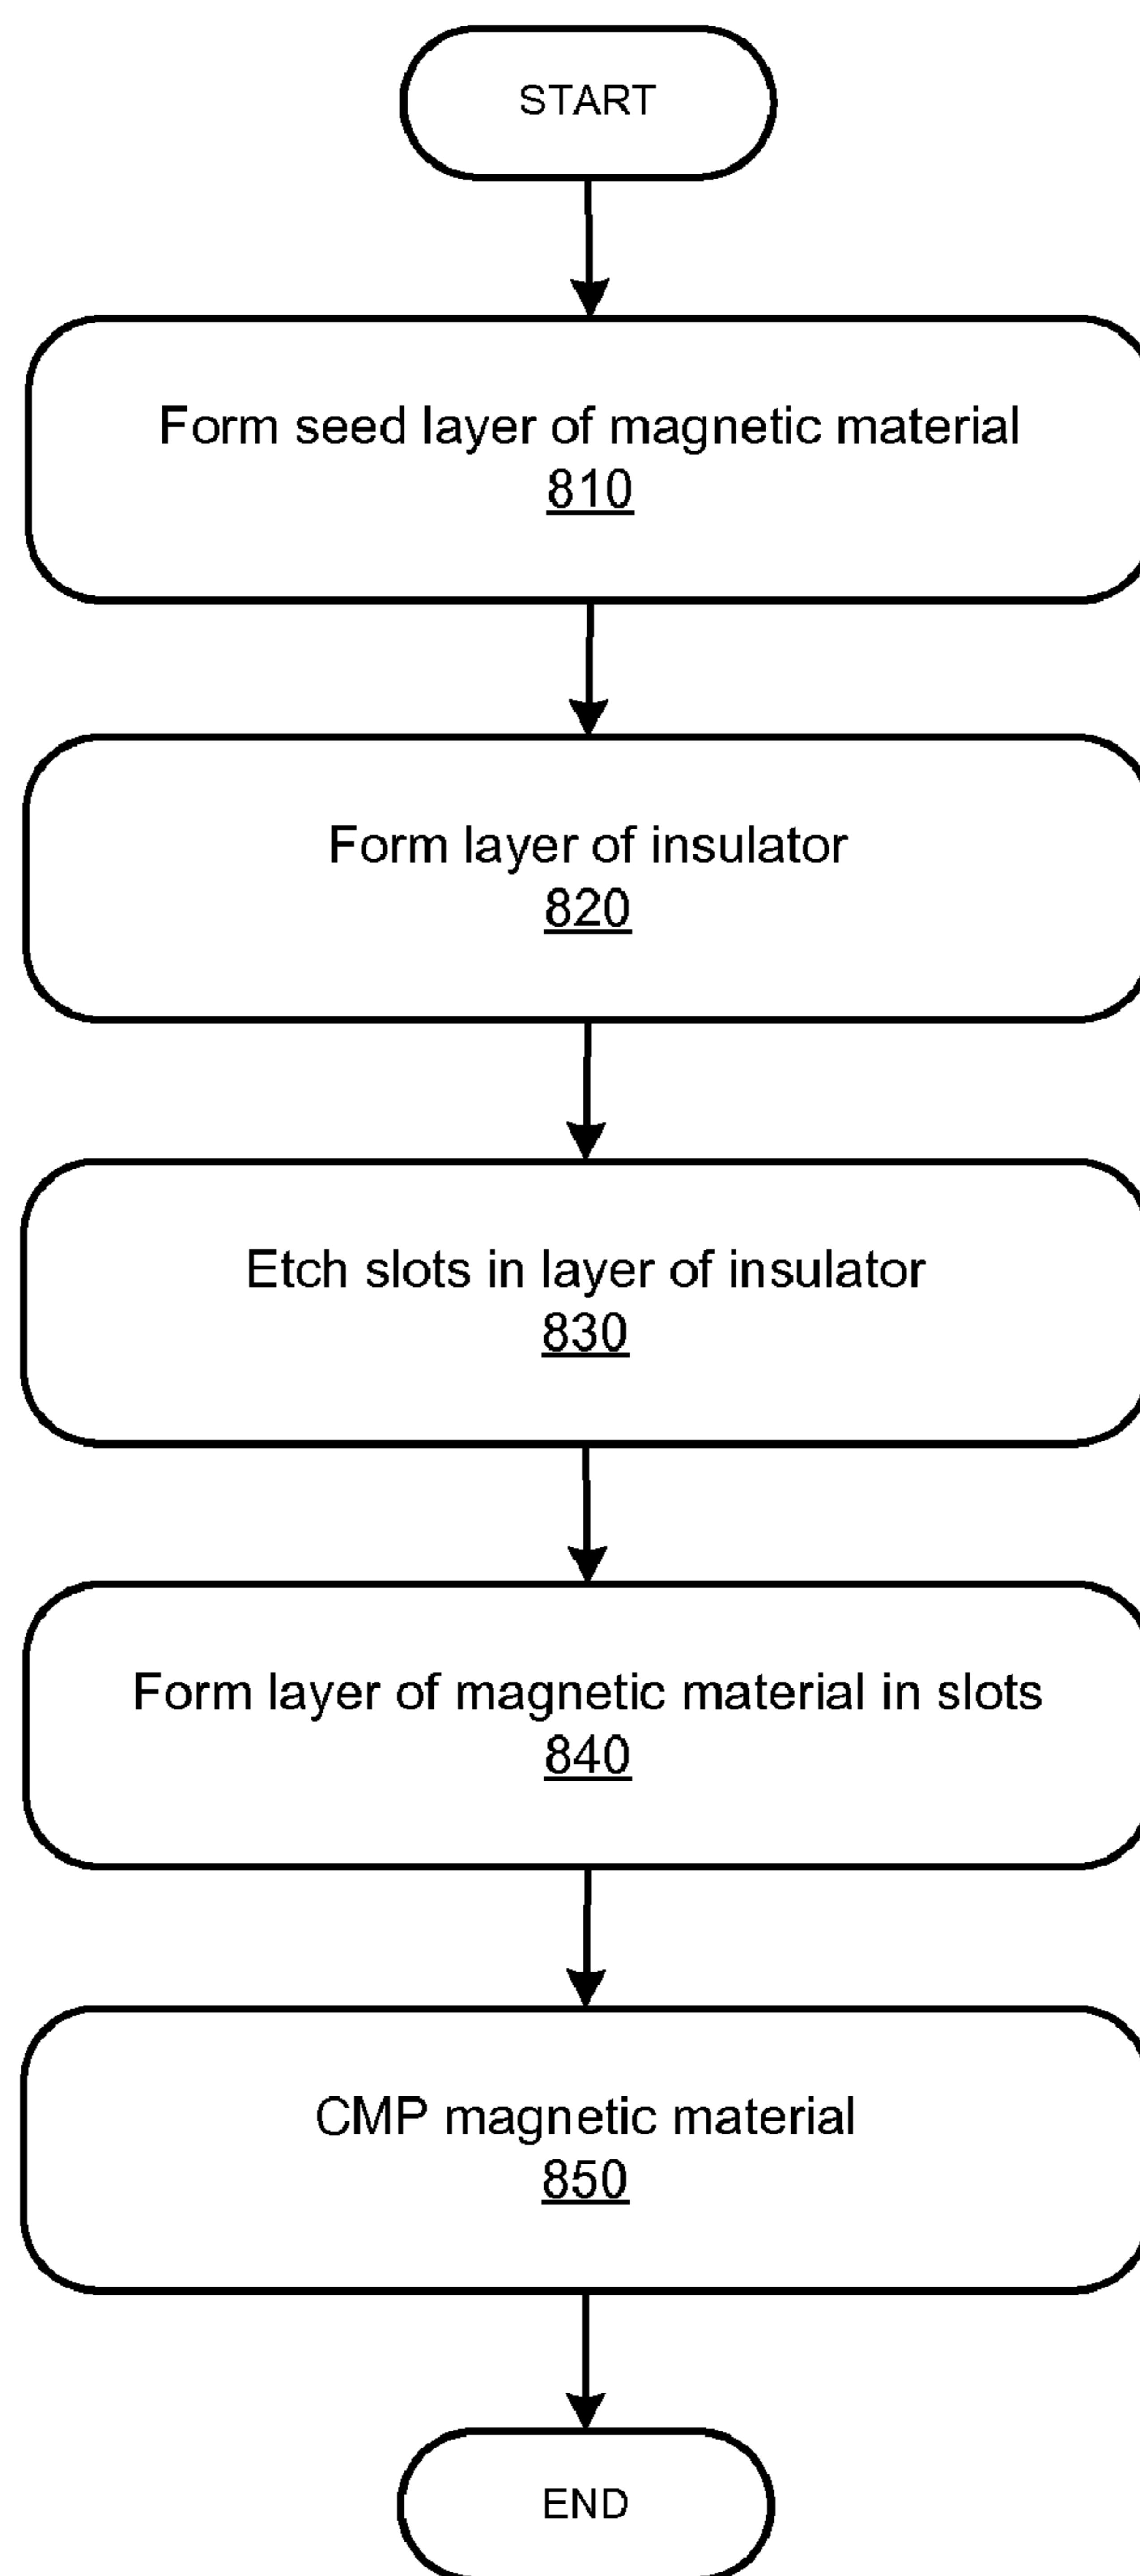 START
Form seed layer of magnetic material
810
Form layer of insulator
820
Etch slots in layer of insulator
830
Form layer of magnetic material in slots
840
CMP magnetic material
850
END